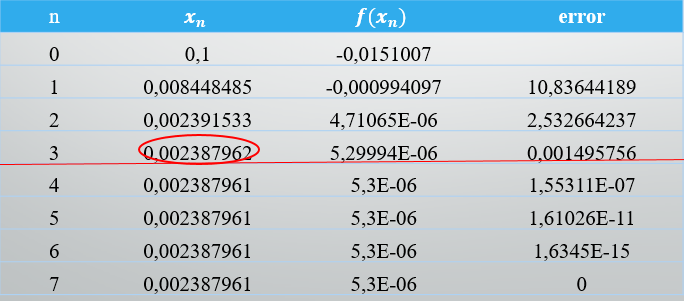 n xₙ f(xₙ) error
0 0,1 -0,0151007
1 0,008448485 -0,000994097 10,83644189
2 0,002391533 4,71065E-06 2,532664237
3 0,002387962 5,29994E-06 0,001495756
4 0,002387961 5,3E-06 1,55311E-07
5 0,002387961 5,3E-06 1,61026E-11
6 0,002387961 5,3E-06 1,6345E-15
7 0,002387961 5,3E-06 0